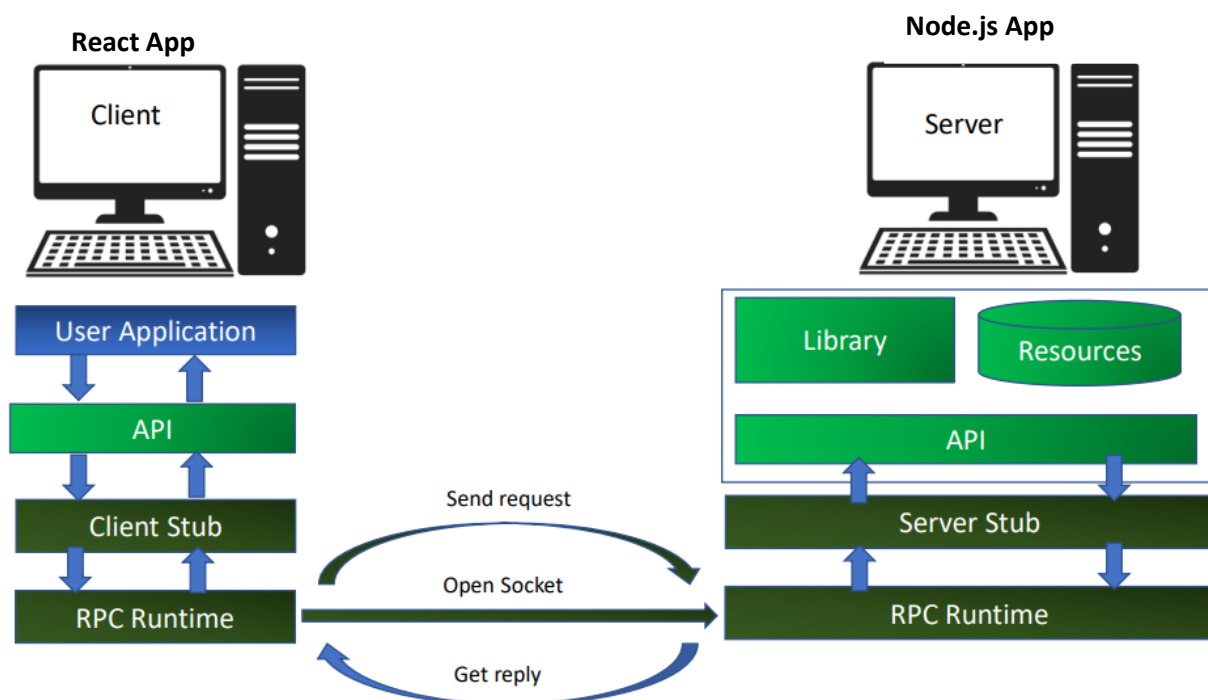 React App
Node.js App
Client
Server
User Application
API
Client Stub
RPC Runtime
Send request
Open Socket
Get reply
Library
Resources
API
Server Stub
RPC Runtime